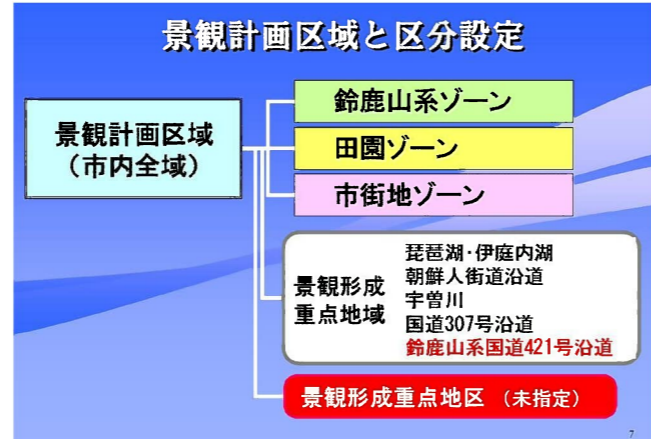 景観計画区域と区分設定
景観計画区域
（市内全域）
鈴鹿山系ゾーン
田園ゾーン
市街地ゾーン
景観形成
重点地域
琵琶湖・伊庭内湖
朝鮮人街道沿道
宇曽川
国道307号沿道
鈴鹿山系国道421号沿道
景観形成重点地区 （未指定）
7